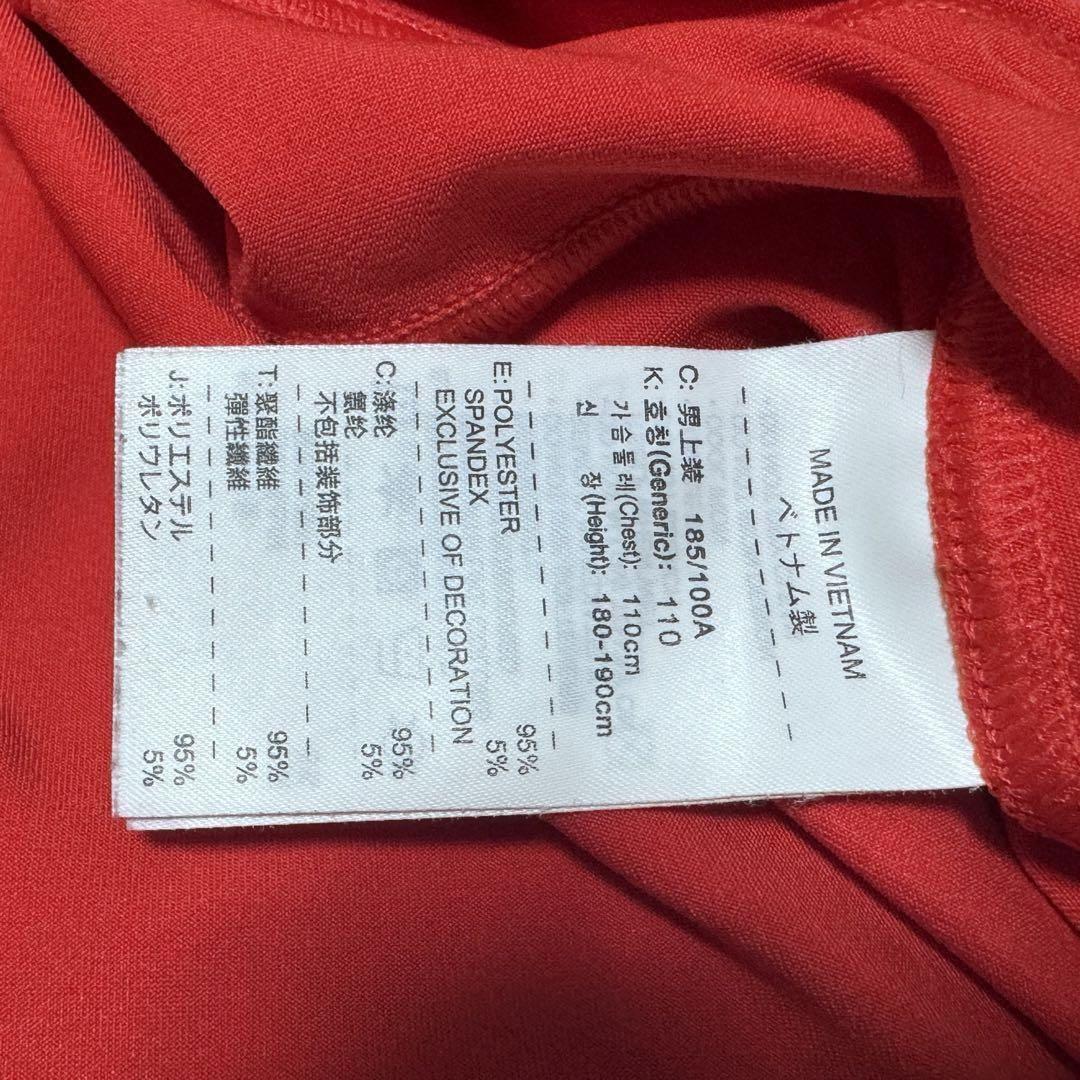 MADE IN VIETNAM
ベトナム製
C: 男上装 185/100A
K: 호칭(Generic): 110
가슴둘레(Chest): 110cm
신 장(Height): 180-190cm
E: POLYESTER 95%
SPANDEX 5%
EXCLUSIVE OF DECORATION
C: 涤纶 95%
氨纶 5%
不包括装饰部分
T: 聚酯纖維 95%
彈性纖維 5%
J: ポリエステル 95%
ポリウレタン 5%